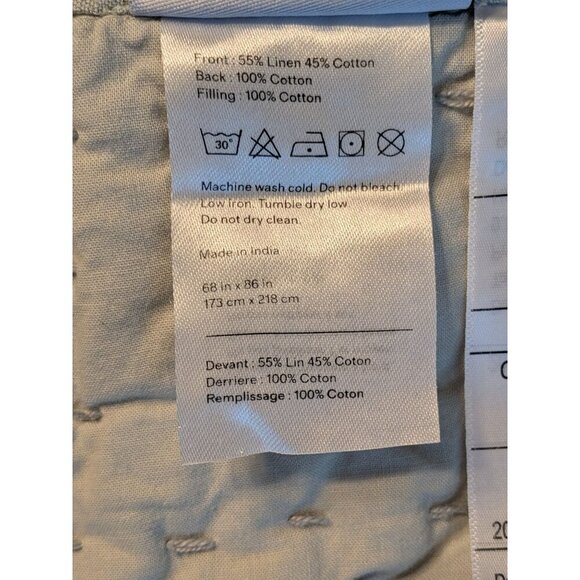 Front : 55% Linen 45% Cotton
Back : 100% Cotton
Filling : 100% Cotton
30°
Machine wash cold. Do not bleach.
Low iron. Tumble dry low.
Do not dry clean.
Made in India
68 in x 86 in
173 cm x 218 cm
Devant : 55% Lin 45% Coton
Derriere : 100% Coton
Remplissage : 100% Coton
20